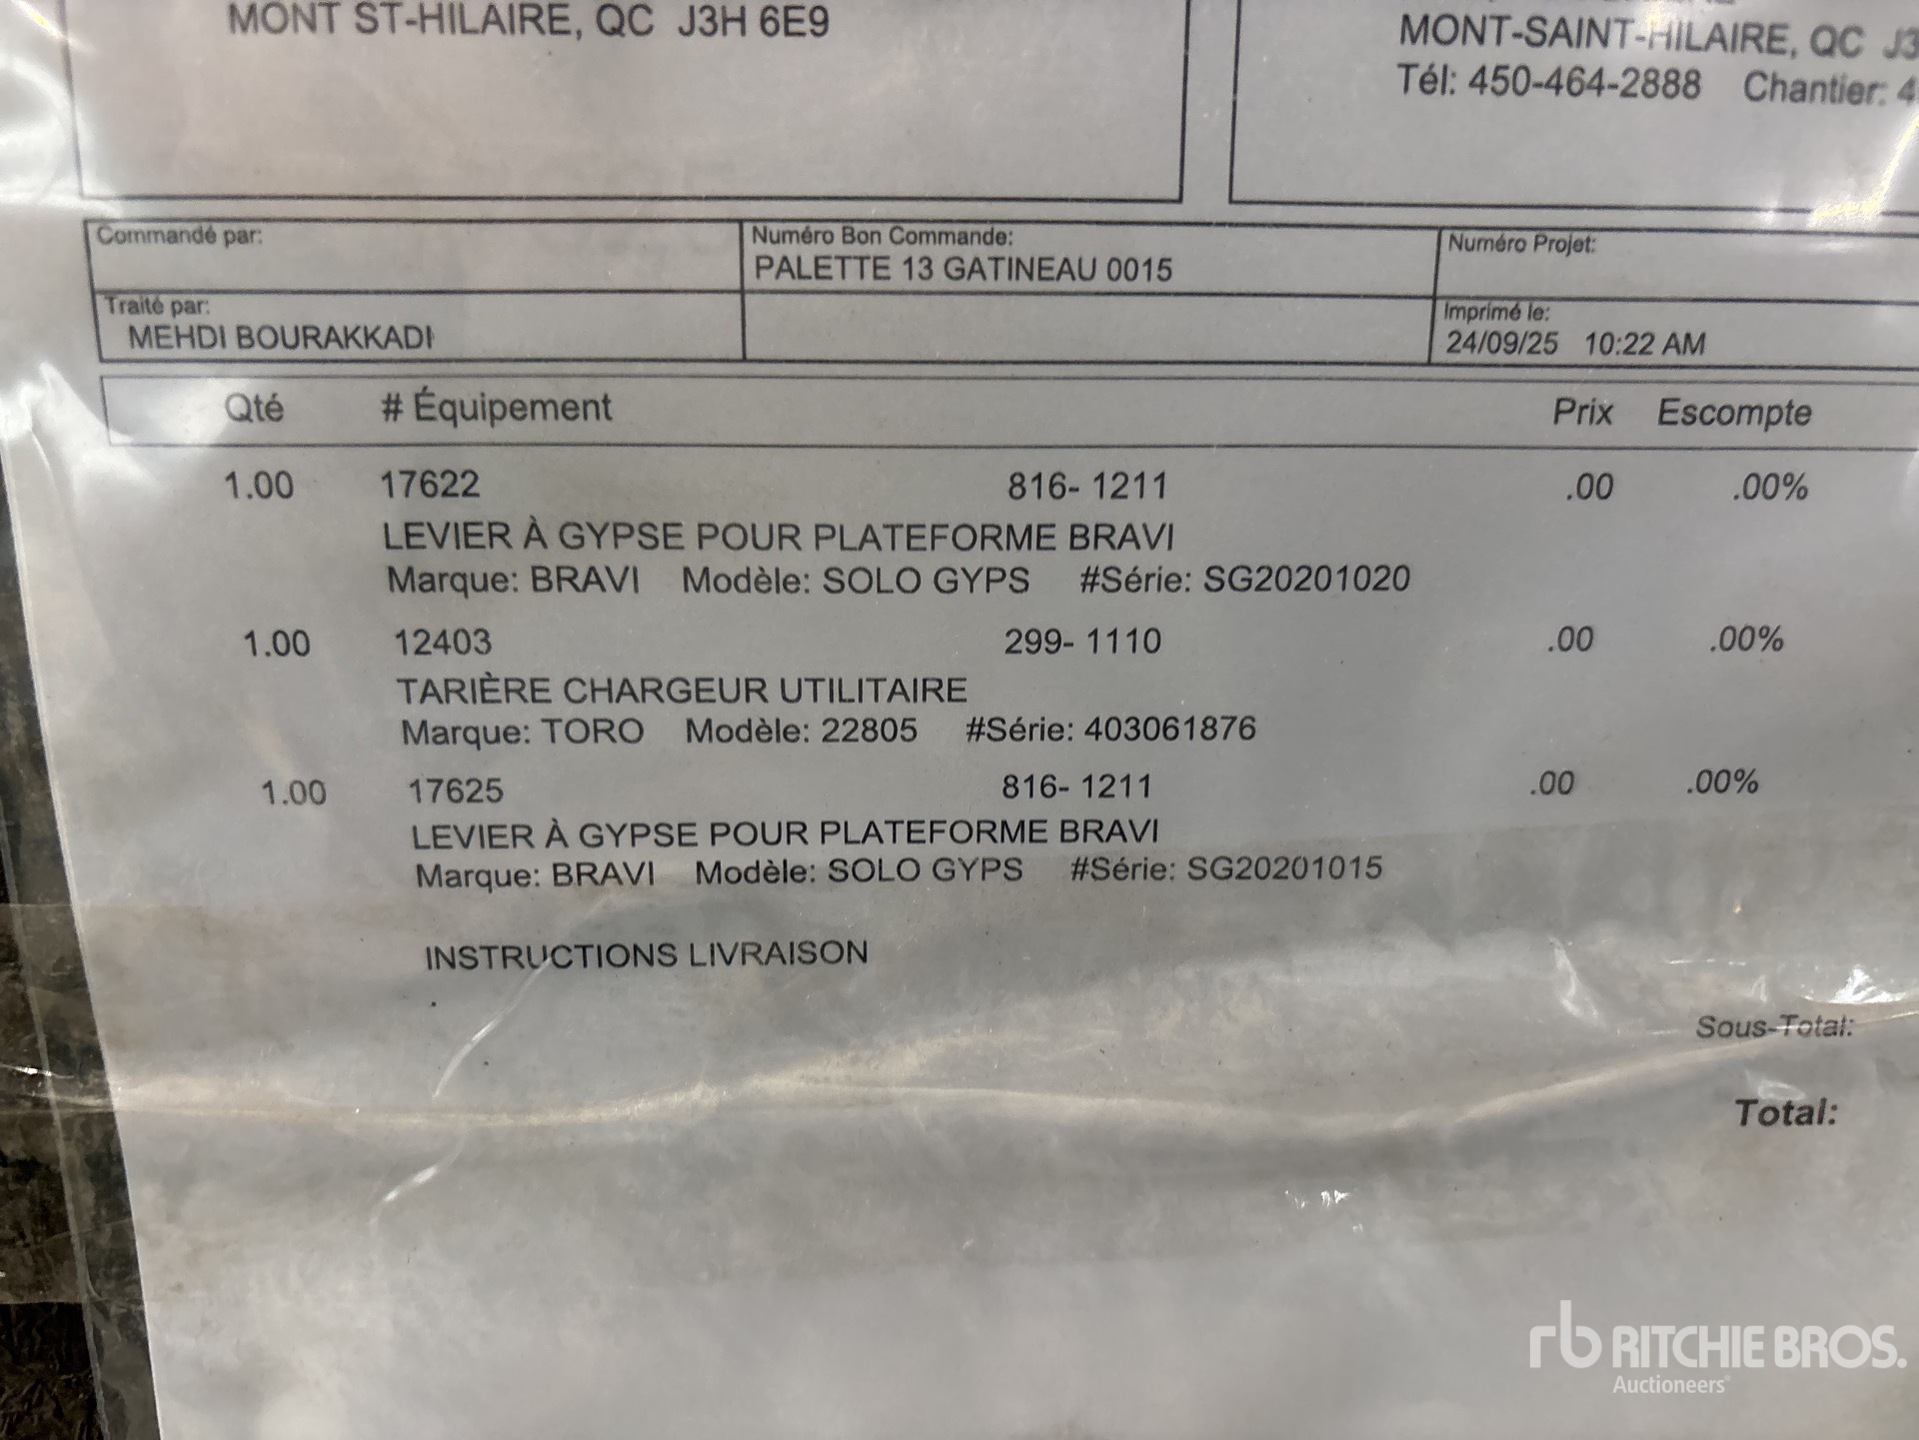 MONT ST-HILAIRE, QC J3H 6E9
MONT-SAINT-HILAIRE, QC J3
Tél: 450-464-2888 Chantier: 4
Commandé par:
Numéro Bon Commande:
PALETTE 13 GATINEAU 0015
Numéro Projet:
Traité par:
MEHDI BOURAKKADI
Imprimé le:
24/09/25 10:22 AM
Qté # Équipement Prix Escompte
1.00 17622 816- 1211 .00 .00%
LEVIER À GYPSE POUR PLATEFORME BRAVI
Marque: BRAVI Modèle: SOLO GYPS #Série: SG20201020
1.00 12403 299- 1110 .00 .00%
TARIÈRE CHARGEUR UTILITAIRE
Marque: TORO Modèle: 22805 #Série: 403061876
1.00 17625 816- 1211 .00 .00%
LEVIER À GYPSE POUR PLATEFORME BRAVI
Marque: BRAVI Modèle: SOLO GYPS #Série: SG20201015
INSTRUCTIONS LIVRAISON
.
Sous-Total:
Total:
rb RITCHIE BROS.
Auctioneers